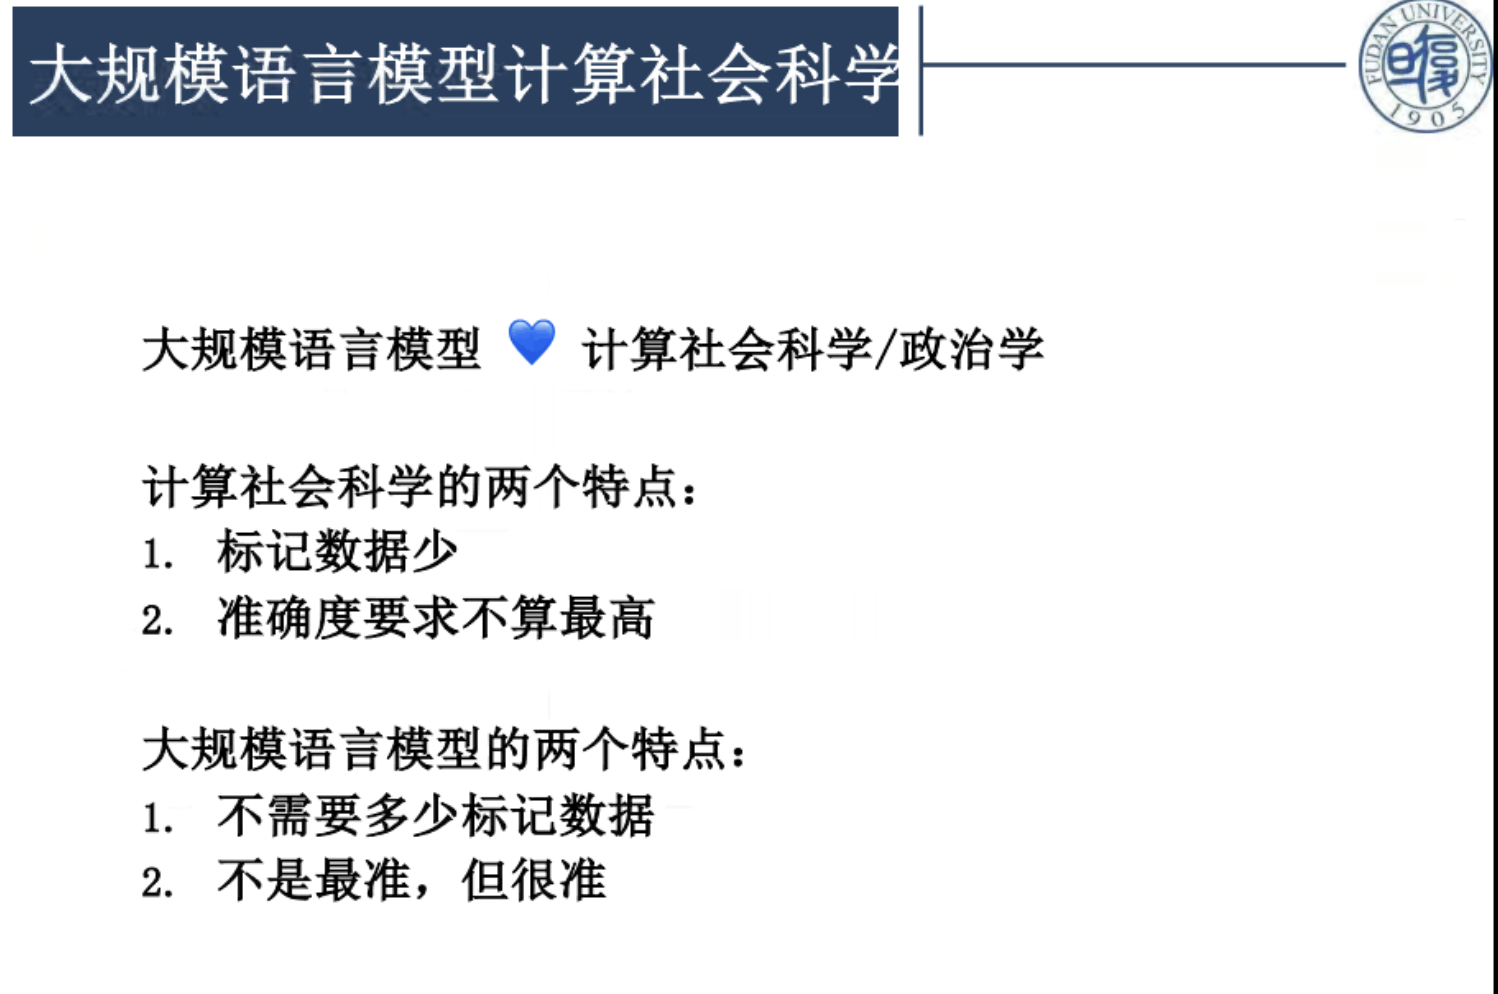 大规模语言模型计算社会科学
FUDAN UNIVERSITY
1905
大规模语言模型 💙 计算社会科学/政治学
计算社会科学的两个特点：
1. 标记数据少
2. 准确度要求不算最高
大规模语言模型的两个特点：
1. 不需要多少标记数据
2. 不是最准，但很准